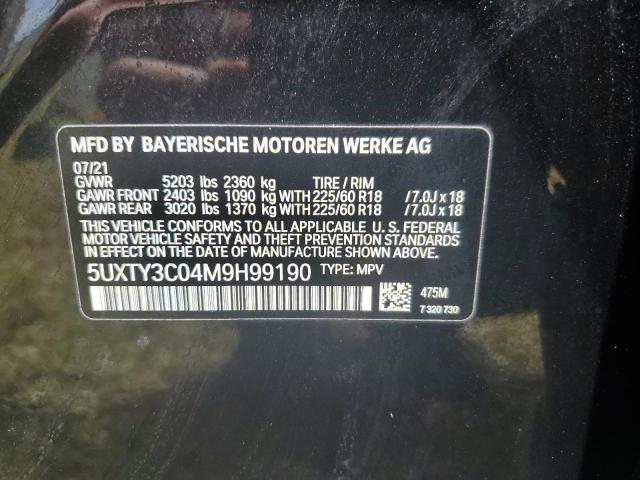 MFD BY BAYERISCHE MOTOREN WERKE AG
07/21
GVWR 5203 lbs 2360 kg TIRE / RIM
GAWR FRONT 2403 lbs 1090 kg WITH 225/60 R18 / 7.0J x 18
GAWR REAR 3020 lbs 1370 kg WITH 225/60 R18 / 7.0J x 18
THIS VEHICLE CONFORMS TO ALL APPLICABLE U. S. FEDERAL
MOTOR VEHICLE SAFETY AND THEFT PREVENTION STANDARDS
IN EFFECT ON THE DATE OF MANUFACTURE SHOWN ABOVE.
5UXTY3C04M9H99190 TYPE: MPV
475M
7 320 730